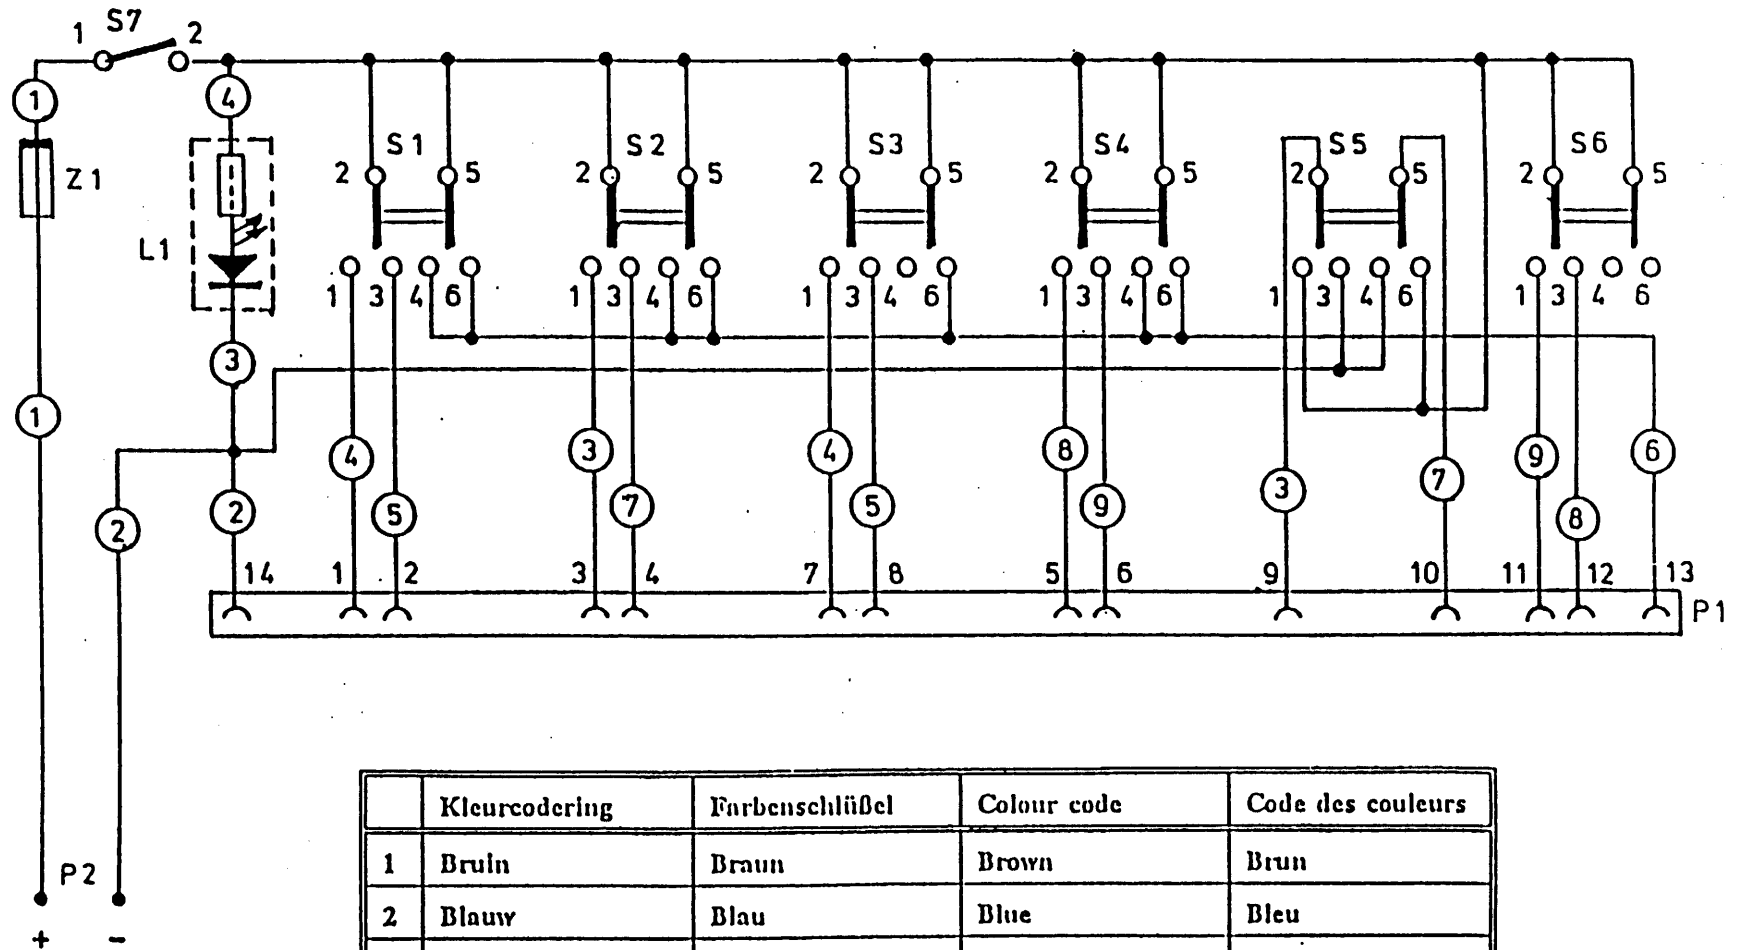 1 S7 2
1 4
Z1 L1
S1 S2 S3 S4 S5 S6
2 5 2 5 2 5 2 5 2 5 2 5
1 3 4 6 1 3 4 6 1 3 4 6 1 3 4 6 1 3 4 6 1 3 4 6
3
1 4 3 4 8 9 6
2 2 5 7 5 9 3 7 8
14 1 2 3 4 7 8 5 6 9 10 11 12 13
P1
Kleurcodering Farbenschlüßel Colour code Code des couleurs
1 Bruin Braun Brown Brun
2 Blauw Blau Blue Bleu
P2
+ −